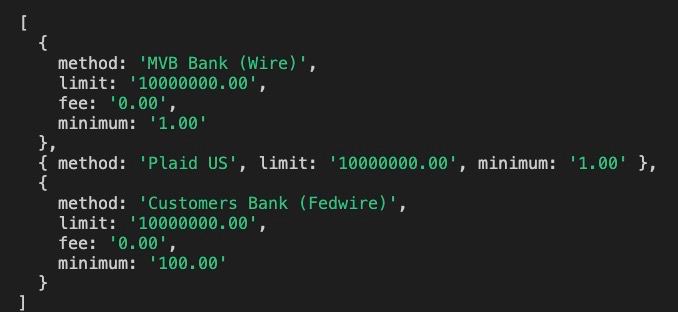 [
  {
    method: 'MVB Bank (Wire)',
    limit: '10000000.00',
    fee: '0.00',
    minimum: '1.00'
  },
  { method: 'Plaid US', limit: '10000000.00', minimum: '1.00' },
  {
    method: 'Customers Bank (Fedwire)',
    limit: '10000000.00',
    fee: '0.00',
    minimum: '100.00'
  }
]